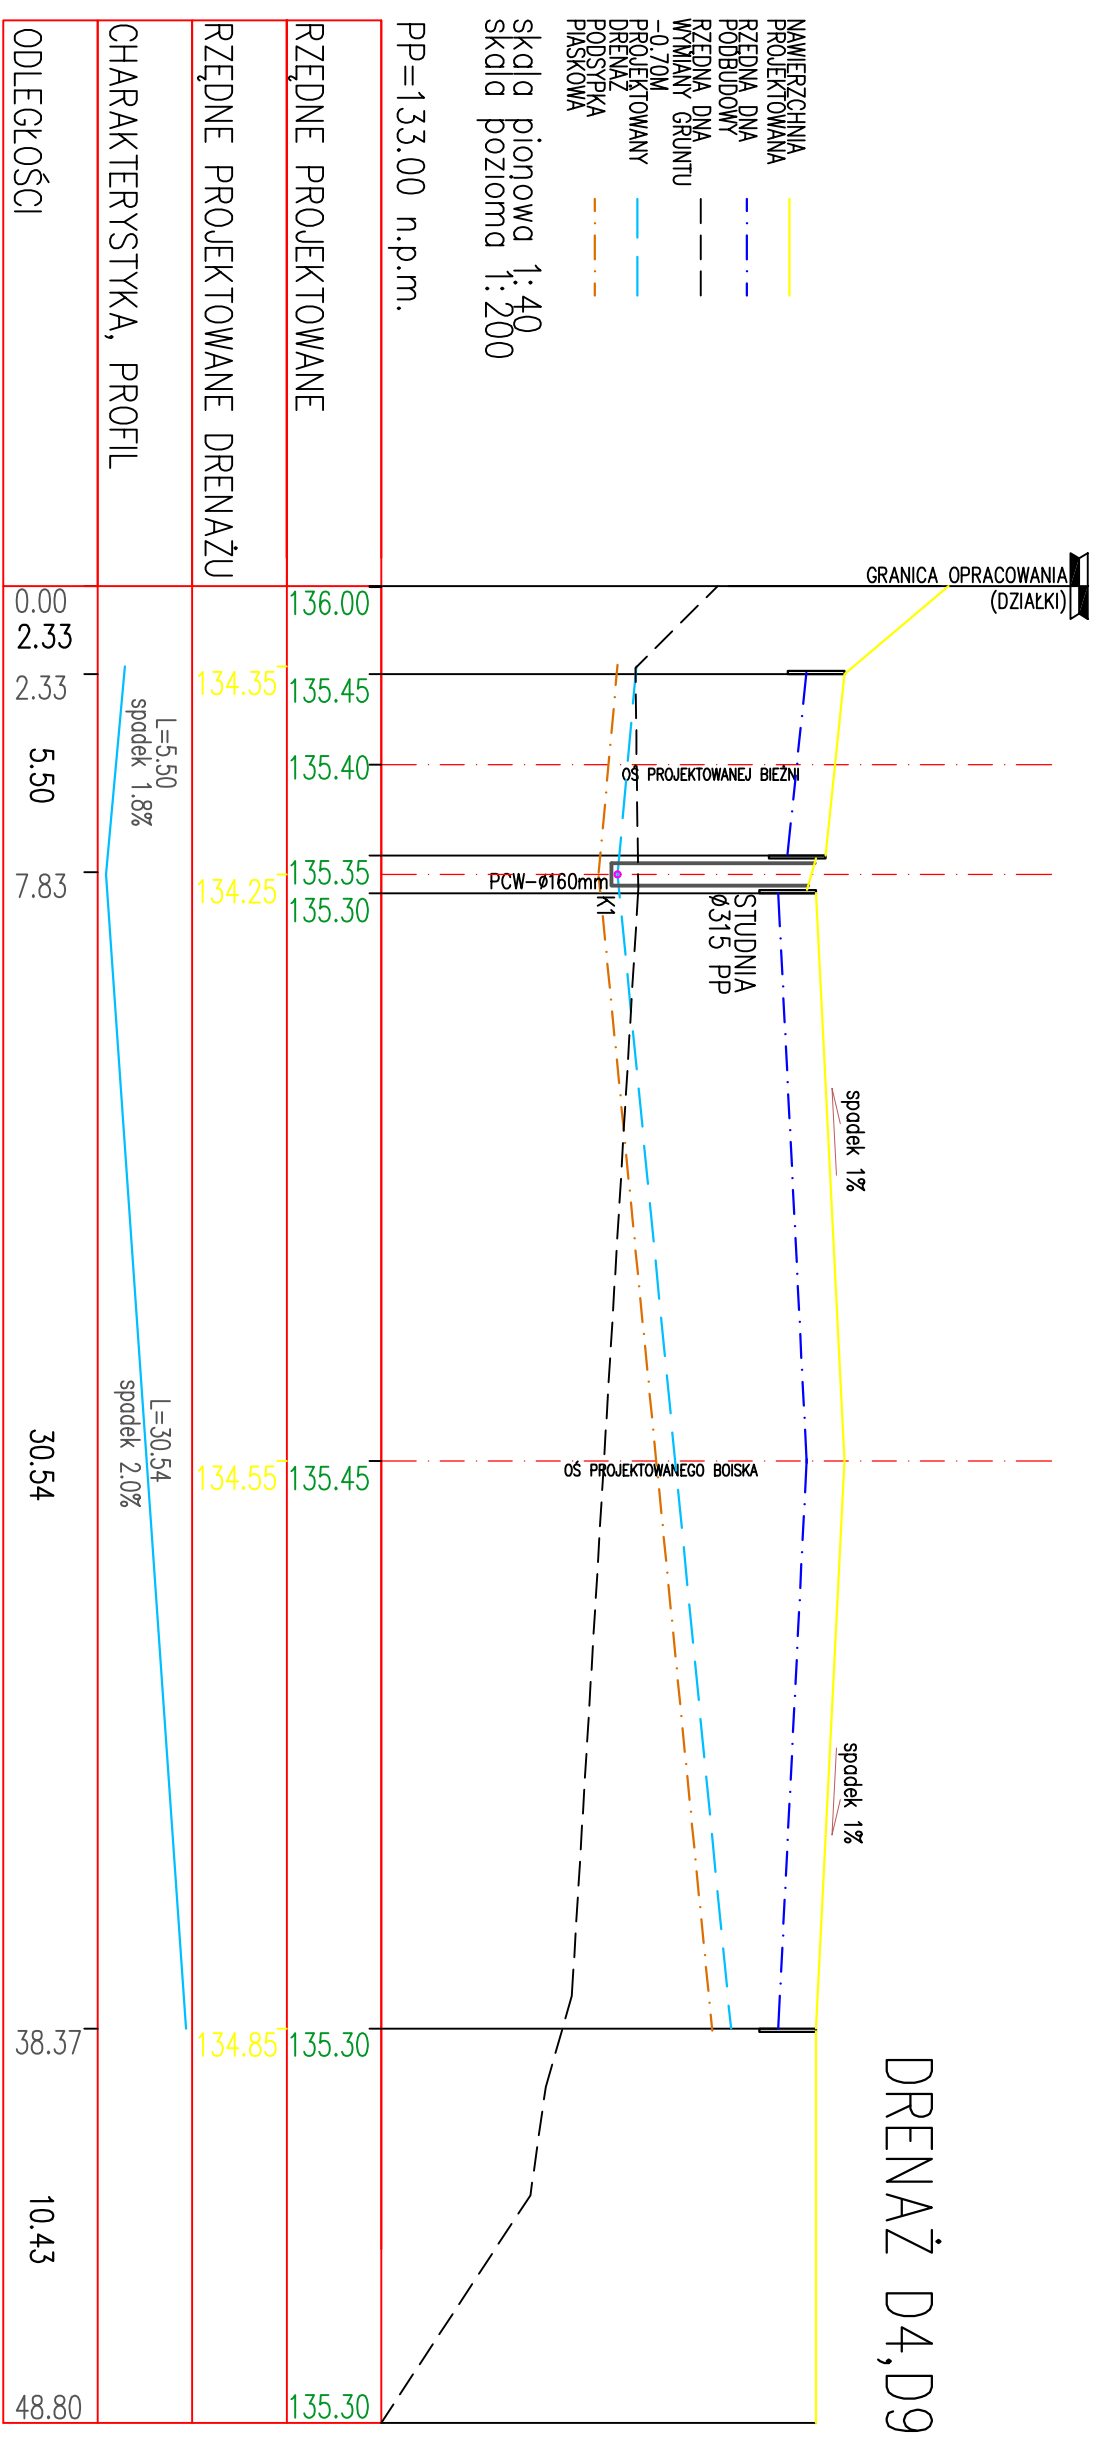 DRENAŻ D4,D9
GRANICA OPRACOWANIA
(DZIAŁKI)
NAWIERZCHNIA
PROJEKTOWANA
RZĘDNA DNA
PODBUDOWY
RZĘDNA DNA
WYMIANY GRUNTU
-0.70M
PROJEKTOWANY
DRENAŻ
PODSYPKA
PIASKOWA
skala pionowa 1:40
skala pozioma 1:200
PP=133.00 n.p.m.
spadek 1%
spadek 1%
OŚ PROJEKTOWANEJ BIEŻNI
STUDNIA
Ø315 PP
PCW-Ø160mm
K1
OŚ PROJEKTOWANEGO BOISKA
RZĘDNE PROJEKTOWANE
136.00
135.45
135.40
135.35
135.30
135.45
135.30
135.30
RZĘDNE PROJEKTOWANE DRENAŻU
134.35
134.25
134.55
134.85
CHARAKTERYSTYKA, PROFIL
L=5.50
spadek 1.8%
L=30.54
spadek 2.0%
ODLEGŁOŚCI
0.00
2.33
2.33
5.50
7.83
30.54
38.37
10.43
48.80